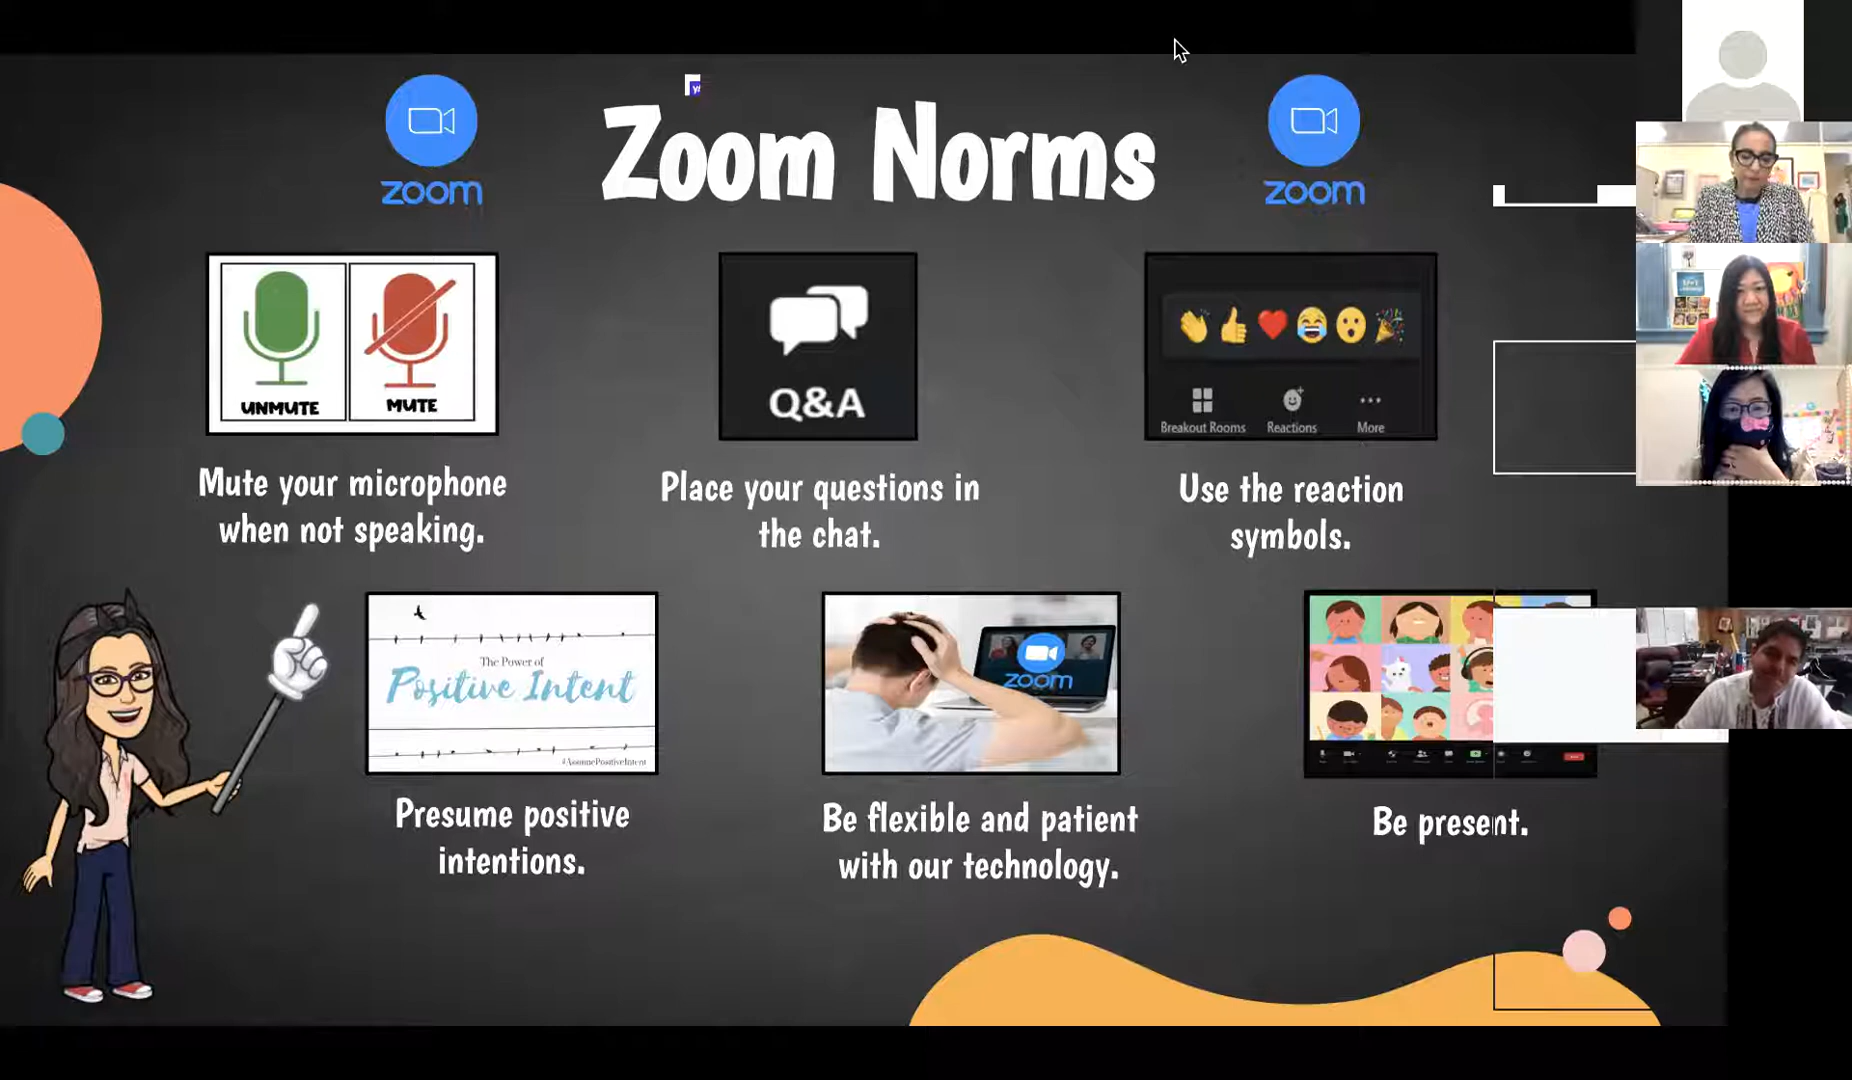 zoom
Zoom Norms
zoom
UNMUTE
MUTE
Q&A
Breakout Rooms
Reactions
More
Mute your microphone
when not speaking.
Place your questions in
the chat.
Use the reaction
symbols.
The Power of
Positive Intent
#AssumePositiveIntent
zoom
Presume positive
intentions.
Be flexible and patient
with our technology.
Be present.